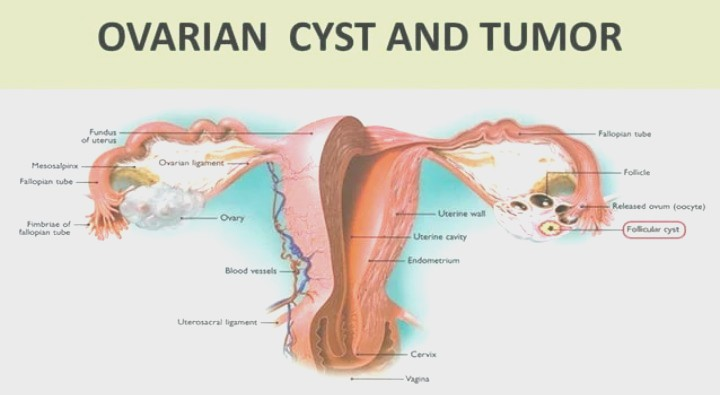 OVARIAN CYST AND TUMOR
Fundus
of uterus
Mesosalpinx
Ovarian ligament
Fallopian tube
Fimbriae of
fallopian tube
Ovary
Blood vessels
Uterosacral ligament
Fallopian tube
Follicle
Released ovum (oocyte)
Follicular cyst
Uterine wall
Uterine cavity
Endometrium
Cervix
Vagina